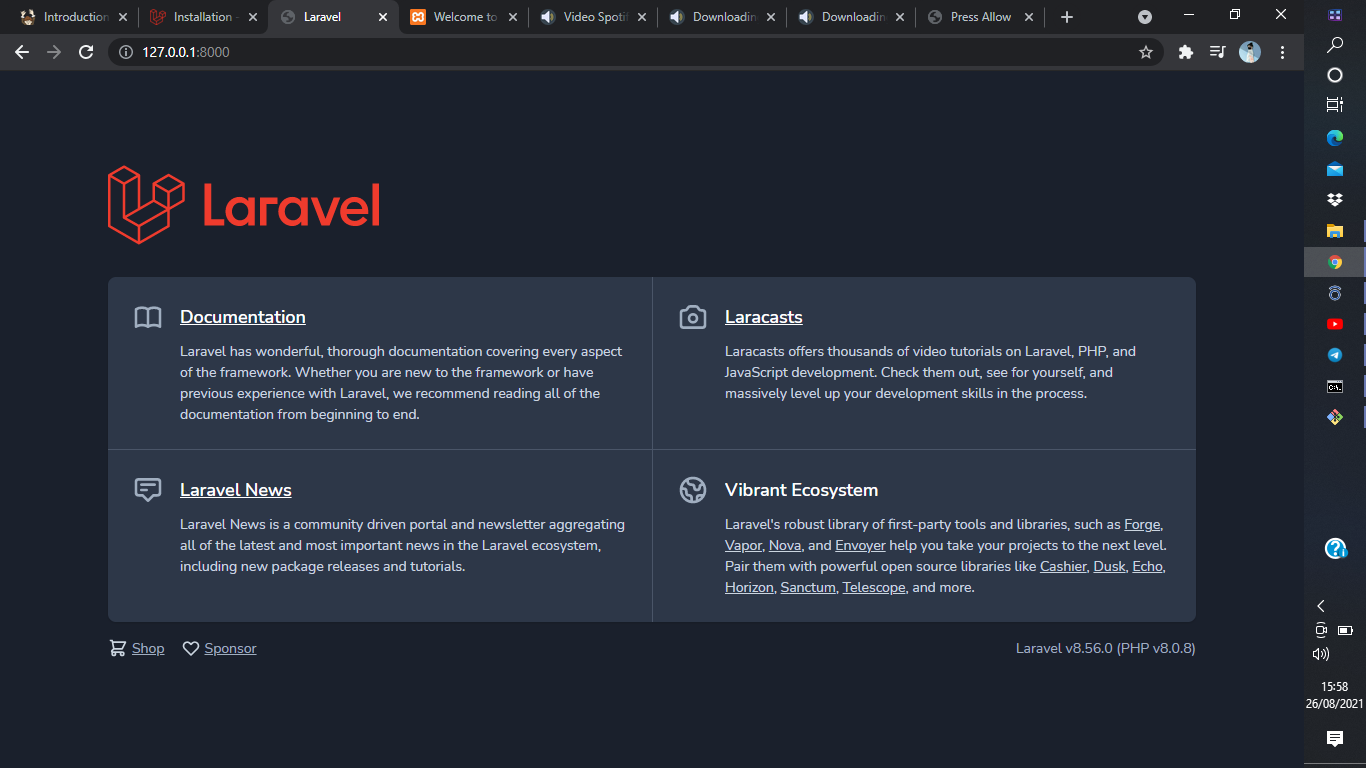 Introduction
Installation -
Laravel
Welcome to
Video Spotif
Downloadin
Downloadin
Press Allow
127.0.0.1:8000
Laravel
Documentation
Laravel has wonderful, thorough documentation covering every aspect
of the framework. Whether you are new to the framework or have
previous experience with Laravel, we recommend reading all of the
documentation from beginning to end.
Laracasts
Laracasts offers thousands of video tutorials on Laravel, PHP, and
JavaScript development. Check them out, see for yourself, and
massively level up your development skills in the process.
Laravel News
Laravel News is a community driven portal and newsletter aggregating
all of the latest and most important news in the Laravel ecosystem,
including new package releases and tutorials.
Vibrant Ecosystem
Laravel's robust library of first-party tools and libraries, such as Forge,
Vapor, Nova, and Envoyer help you take your projects to the next level.
Pair them with powerful open source libraries like Cashier, Dusk, Echo,
Horizon, Sanctum, Telescope, and more.
Shop
Sponsor
Laravel v8.56.0 (PHP v8.0.8)
15:58
26/08/2021